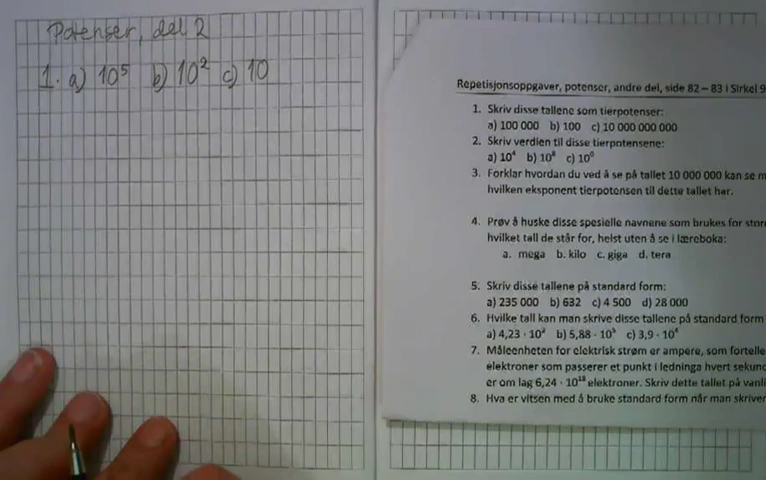 Potenser, del 2
1. a) 10⁵ b) 10² c) 10
Repetisjonsoppgaver, potenser, andre del, side 82 – 83 i Sirkel 9
1. Skriv disse tallene som tierpotenser:
a) 100 000 b) 100 c) 10 000 000 000
2. Skriv verdien til disse tierpotensene:
a) 10⁴ b) 10⁸ c) 10⁰
3. Forklar hvordan du ved å se på tallet 10 000 000 kan se
hvilken eksponent tierpotensen til dette tallet har.
4. Prøv å huske disse spesielle navnene som brukes for
hvilket tall de står for, helst uten å se i læreboka:
a. mega b. kilo c. giga d. tera
5. Skriv disse tallene på standard form:
a) 235 000 b) 632 c) 4 500 d) 28 000
6. Hvilke tall kan man skrive disse tallene på standard form
a) 4,23 · 10² b) 5,88 · 10⁵ c) 3,9 · 10⁴
7. Måleenheten for elektrisk strøm er ampere, som
elektroner som passerer et punkt i ledninga hvert
er om lag 6,24 · 10¹⁸ elektroner. Skriv dette tallet på
8. Hva er vitsen med å bruke standard form når man